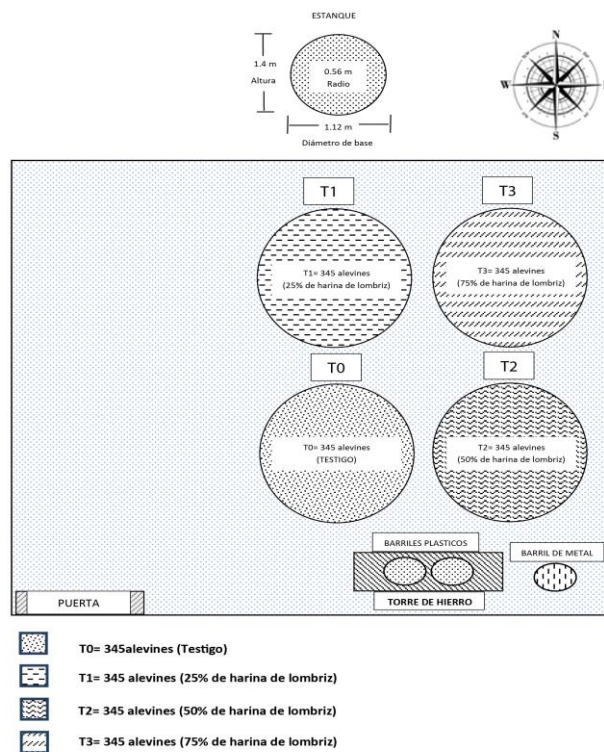 ESTANQUE
N
W
S
1.4 m
Altura
0.56 m
Radio
1.12 m
Diámetro de base
T1
T3
T1= 345 alevines
(25% de harina de lombriz)
T3= 345 alevines
(75% de harina de lombriz)
T0
T2
T0= 345 alevines
(TESTIGO)
T2= 345 alevines
(50% de harina de lombriz)
BARRILES PLASTICOS
BARRIL DE METAL
TORRE DE HIERRO
PUERTA
T0= 345alevines (Testigo)
T1= 345 alevines (25% de harina de lombriz)
T2= 345 alevines (50% de harina de lombriz)
T3= 345 alevines (75% de harina de lombriz)